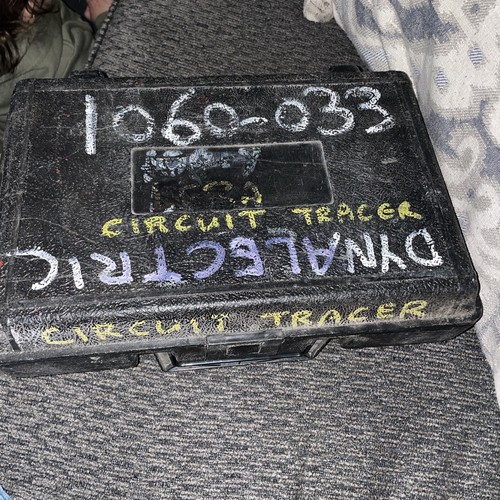 1060-033
CIRCUIT TRACER
DYNALECTRIC
CIRCUIT TRACER